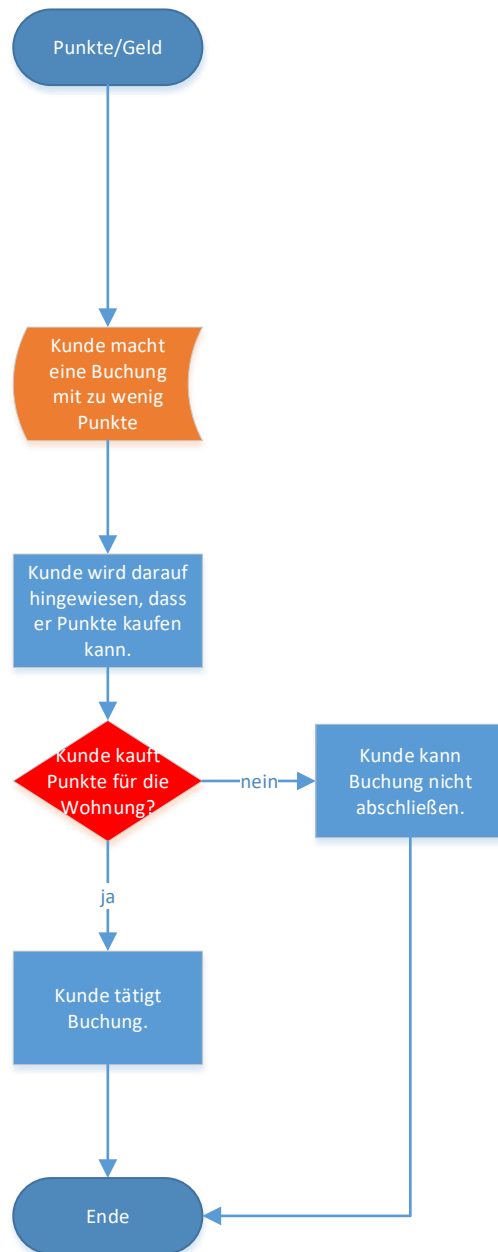 Punkte/Geld
Kunde macht
eine Buchung
mit zu wenig
Punkte
Kunde wird darauf
hingewiesen, dass
er Punkte kaufen
kann.
Kunde kauft
Punkte für die
Wohnung?
nein
Kunde kann
Buchung nicht
abschließen.
ja
Kunde tätigt
Buchung.
Ende